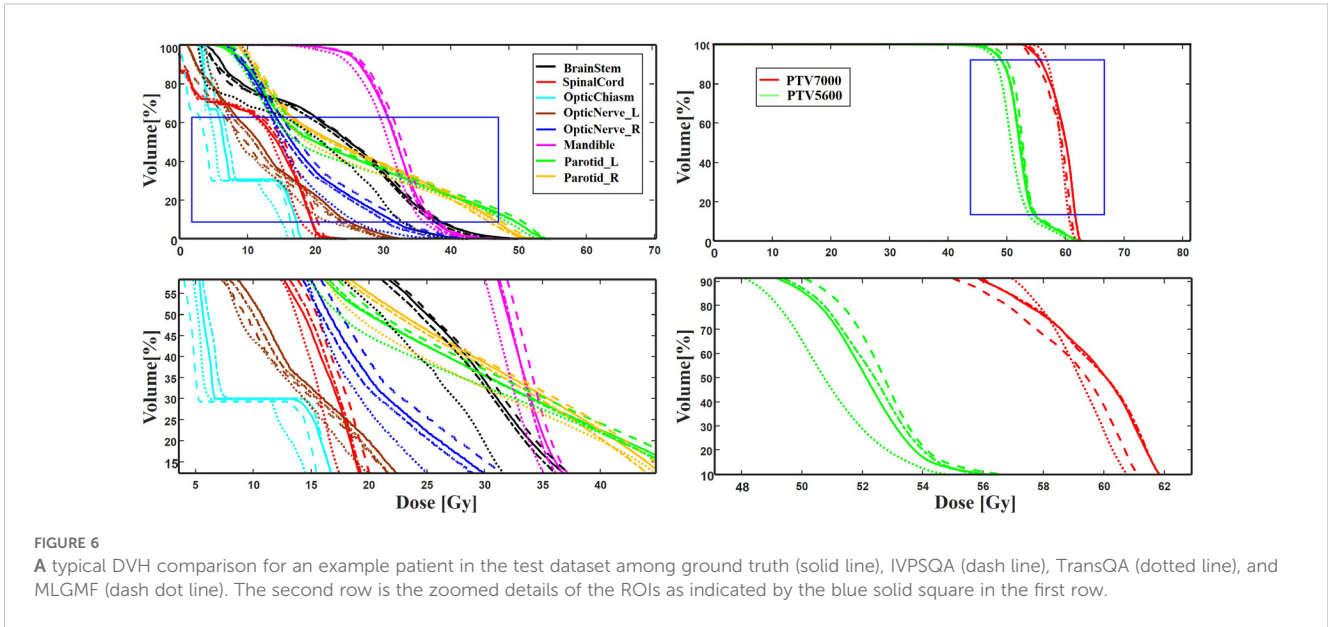 Volume[%]
100
80
60
40
20
0
0 10 20 30 40 50 60 70
BrainStem
SpinalCord
OpticChiasm
OpticNerve_L
OpticNerve_R
Mandible
Parotid_L
Parotid_R
Volume[%]
80
60
40
20
0
0 10 20 30 40 50 60 70 80
PTV7000
PTV5600
Volume[%]
55
50
45
40
35
30
25
20
15
5 10 15 20 25 30 35 40
Dose [Gy]
Volume[%]
90
80
70
60
50
40
30
20
10
48 50 52 54 56 58 60 62
Dose [Gy]
FIGURE 6
A typical DVH comparison for an example patient in the test dataset among ground truth (solid line), IVPSQA (dash line), TransQA (dotted line), and
MLGMF (dash dot line). The second row is the zoomed details of the ROIs as indicated by the blue solid square in the first row.